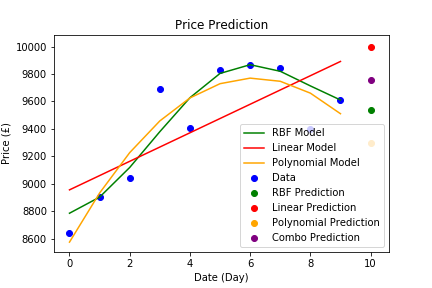 Price Prediction
Price (£)
10000
9800
9600
9400
9200
9000
8800
8600
0
2
4
6
8
10
Date (Day)
RBF Model
Linear Model
Polynomial Model
Data
RBF Prediction
Linear Prediction
Polynomial Prediction
Combo Prediction